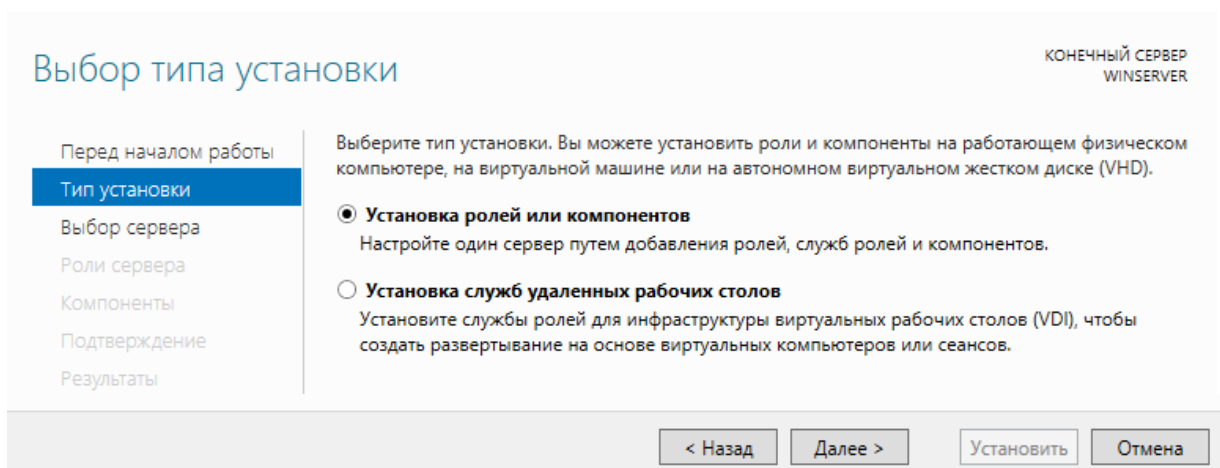 Выбор типа установки
КОНЕЧНЫЙ СЕРВЕР
WINSERVER
Перед началом работы
Тип установки
Выбор сервера
Роли сервера
Компоненты
Подтверждение
Результаты
Выберите тип установки. Вы можете установить роли и компоненты на работающем физическом
компьютере, на виртуальной машине или на автономном виртуальном жестком диске (VHD).
Установка ролей или компонентов
Настройте один сервер путем добавления ролей, служб ролей и компонентов.
Установка служб удаленных рабочих столов
Установите службы ролей для инфраструктуры виртуальных рабочих столов (VDI), чтобы
создать развертывание на основе виртуальных компьютеров или сеансов.
< Назад Далее > Установить Отмена